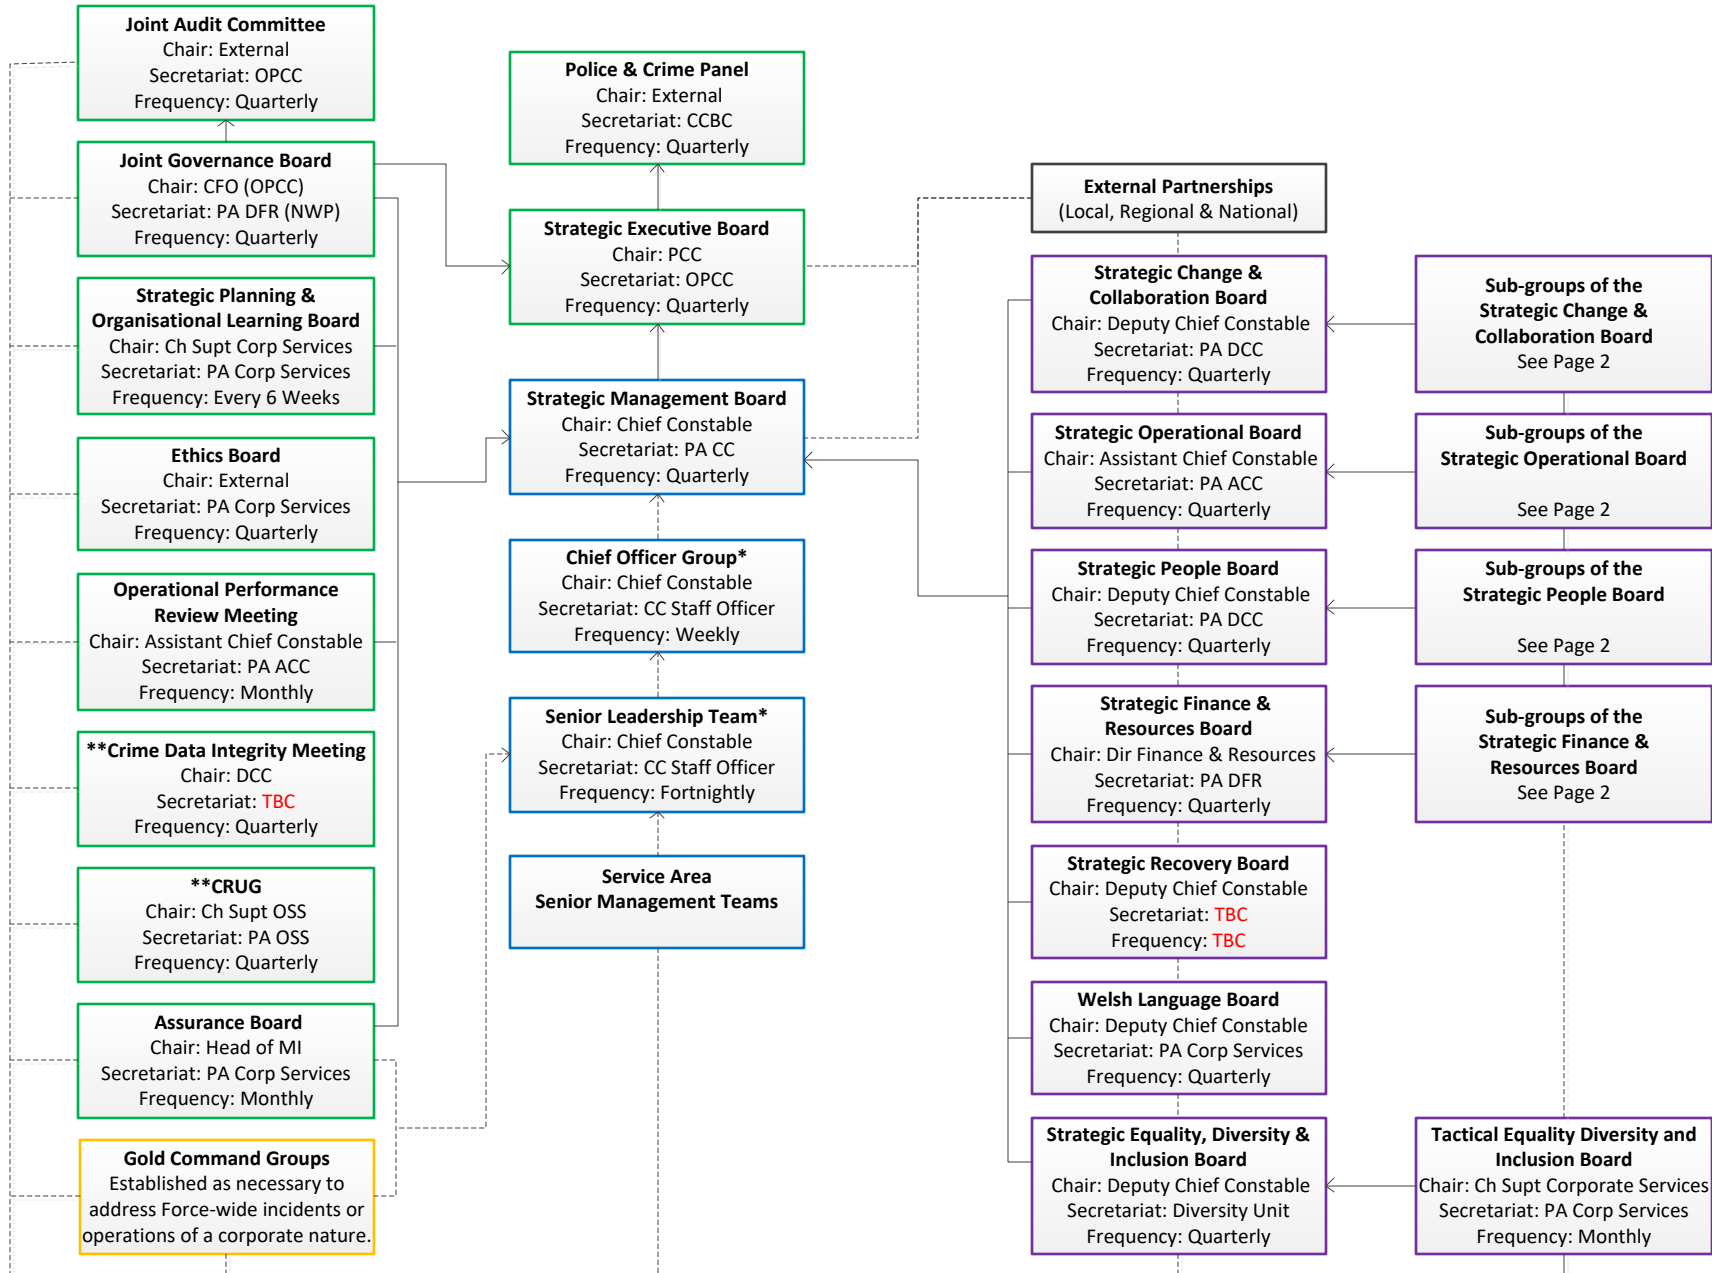 Joint Audit Committee
Chair: External
Secretariat: OPCC
Frequency: Quarterly
Joint Governance Board
Chair: CFO (OPCC)
Secretariat: PA DFR (NWP)
Frequency: Quarterly
Strategic Planning &
Organisational Learning Board
Chair: Ch Supt Corp Services
Secretariat: PA Corp Services
Frequency: Every 6 Weeks
Ethics Board
Chair: External
Secretariat: PA Corp Services
Frequency: Quarterly
Operational Performance
Review Meeting
Chair: Assistant Chief Constable
Secretariat: PA ACC
Frequency: Monthly
**Crime Data Integrity Meeting
Chair: DCC
Secretariat: TBC
Frequency: Quarterly
**CRUG
Chair: Ch Supt OSS
Secretariat: PA OSS
Frequency: Quarterly
Assurance Board
Chair: Head of MI
Secretariat: PA Corp Services
Frequency: Monthly
Gold Command Groups
Established as necessary to
address Force-wide incidents or
operations of a corporate nature.
Police & Crime Panel
Chair: External
Secretariat: CCBC
Frequency: Quarterly
Strategic Executive Board
Chair: PCC
Secretariat: OPCC
Frequency: Quarterly
Strategic Management Board
Chair: Chief Constable
Secretariat: PA CC
Frequency: Quarterly
Chief Officer Group*
Chair: Chief Constable
Secretariat: CC Staff Officer
Frequency: Weekly
Senior Leadership Team*
Chair: Chief Constable
Secretariat: CC Staff Officer
Frequency: Fortnightly
Service Area
Senior Management Teams
External Partnerships
(Local, Regional & National)
Strategic Change &
Collaboration Board
Chair: Deputy Chief Constable
Secretariat: PA DCC
Frequency: Quarterly
Strategic Operational Board
Chair: Assistant Chief Constable
Secretariat: PA ACC
Frequency: Quarterly
Strategic People Board
Chair: Deputy Chief Constable
Secretariat: PA DCC
Frequency: Quarterly
Strategic Finance &
Resources Board
Chair: Dir Finance & Resources
Secretariat: PA DFR
Frequency: Quarterly
Strategic Recovery Board
Chair: Deputy Chief Constable
Secretariat: TBC
Frequency: TBC
Welsh Language Board
Chair: Deputy Chief Constable
Secretariat: PA Corp Services
Frequency: Quarterly
Strategic Equality, Diversity &
Inclusion Board
Chair: Deputy Chief Constable
Secretariat: Diversity Unit
Frequency: Quarterly
Sub-groups of the
Strategic Change &
Collaboration Board
See Page 2
Sub-groups of the
Strategic Operational Board
See Page 2
Sub-groups of the
Strategic People Board
See Page 2
Sub-groups of the
Strategic Finance &
Resources Board
See Page 2
Tactical Equality Diversity and
Inclusion Board
Chair: Ch Supt Corporate Services
Secretariat: PA Corp Services
Frequency: Monthly